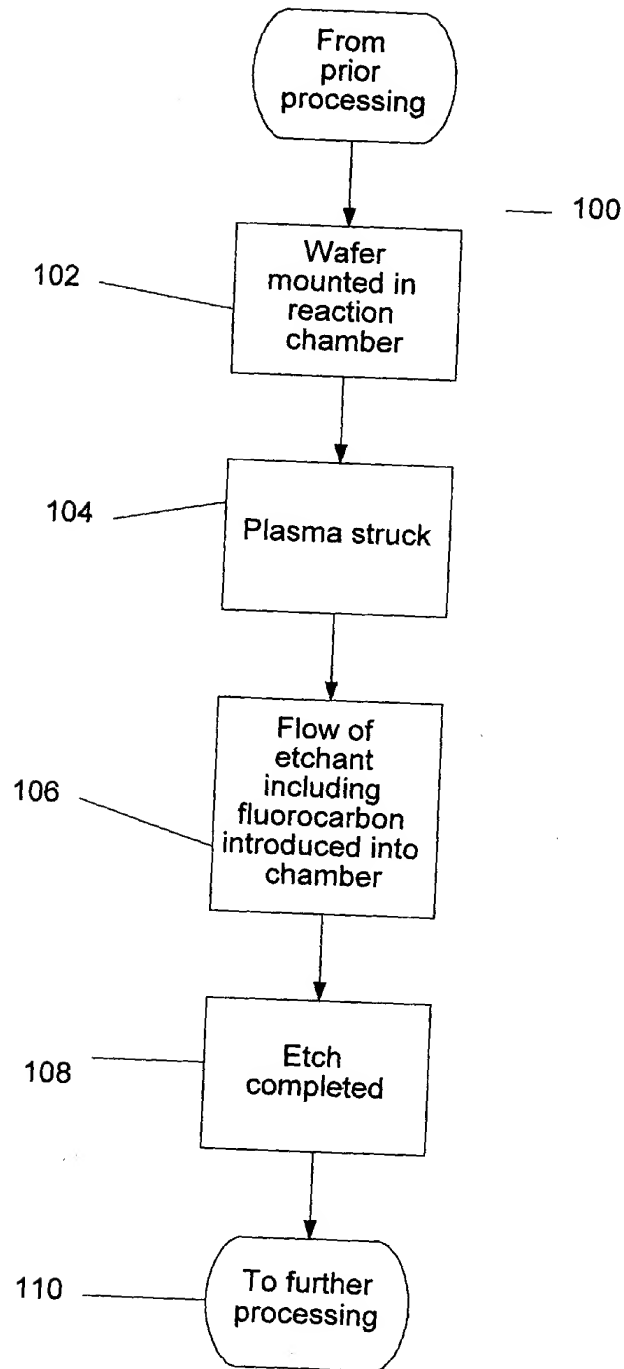 From
prior
processing
100
102
Wafer
mounted in
reaction
chamber
104
Plasma struck
106
Flow of
etchant
including
fluorocarbon
introduced into
chamber
108
Etch
completed
110
To further
processing